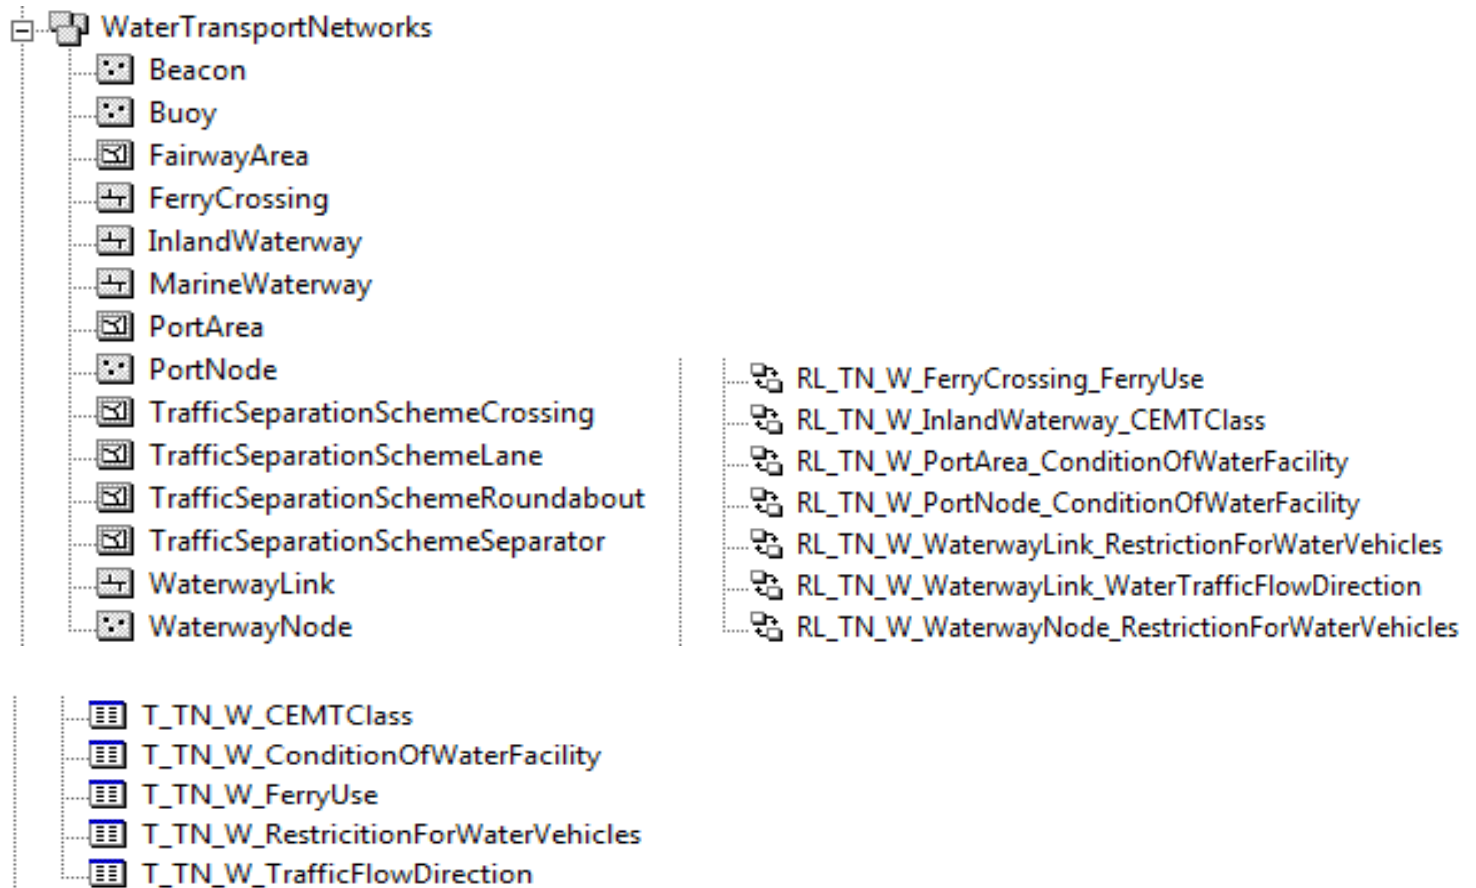 WaterTransportNetworks
Beacon
Buoy
FairwayArea
FerryCrossing
InlandWaterway
MarineWaterway
PortArea
PortNode
TrafficSeparationSchemeCrossing
TrafficSeparationSchemeLane
TrafficSeparationSchemeRoundabout
TrafficSeparationSchemeSeparator
WaterwayLink
WaterwayNode
RL_TN_W_FerryCrossing_FerryUse
RL_TN_W_InlandWaterway_CEMTClass
RL_TN_W_PortArea_ConditionOfWaterFacility
RL_TN_W_PortNode_ConditionOfWaterFacility
RL_TN_W_WaterwayLink_RestrictionForWaterVehicles
RL_TN_W_WaterwayLink_WaterTrafficFlowDirection
RL_TN_W_WaterwayNode_RestrictionForWaterVehicles
T_TN_W_CEMTClass
T_TN_W_ConditionOfWaterFacility
T_TN_W_FerryUse
T_TN_W_RestricitionForWaterVehicles
T_TN_W_TrafficFlowDirection